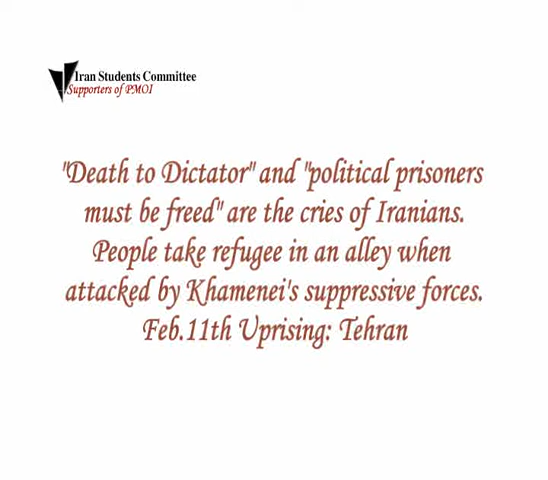 Iran Students Committee
Supporters of PMOI
"Death to Dictator" and "political prisoners
must be freed" are the cries of Iranians.
People take refugee in an alley when
attacked by Khamenei's suppressive forces.
Feb.11th Uprising: Tehran